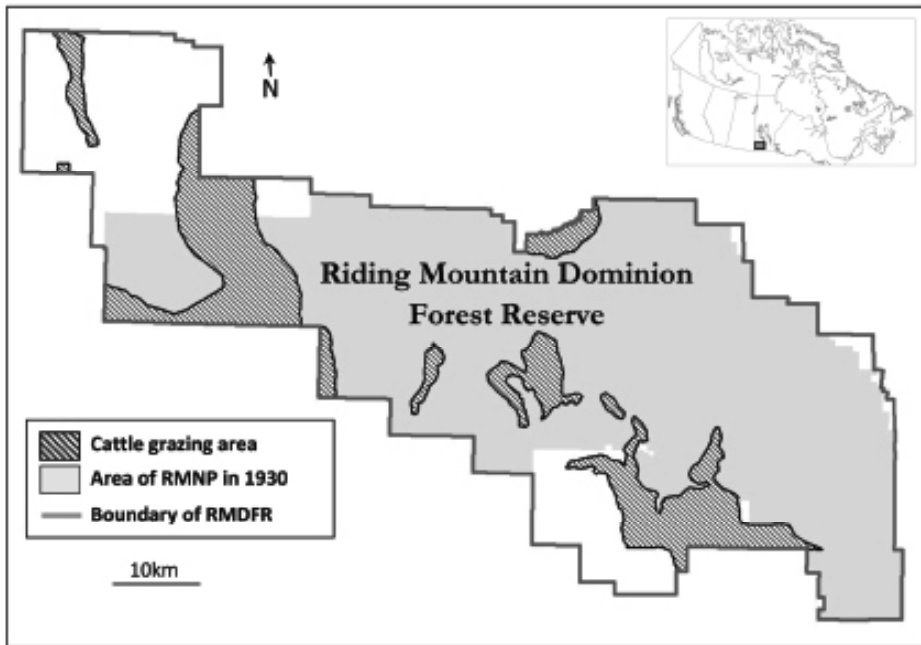 N
Riding Mountain Dominion
Forest Reserve
Cattle grazing area
Area of RMNP in 1930
Boundary of RMDFR
10km